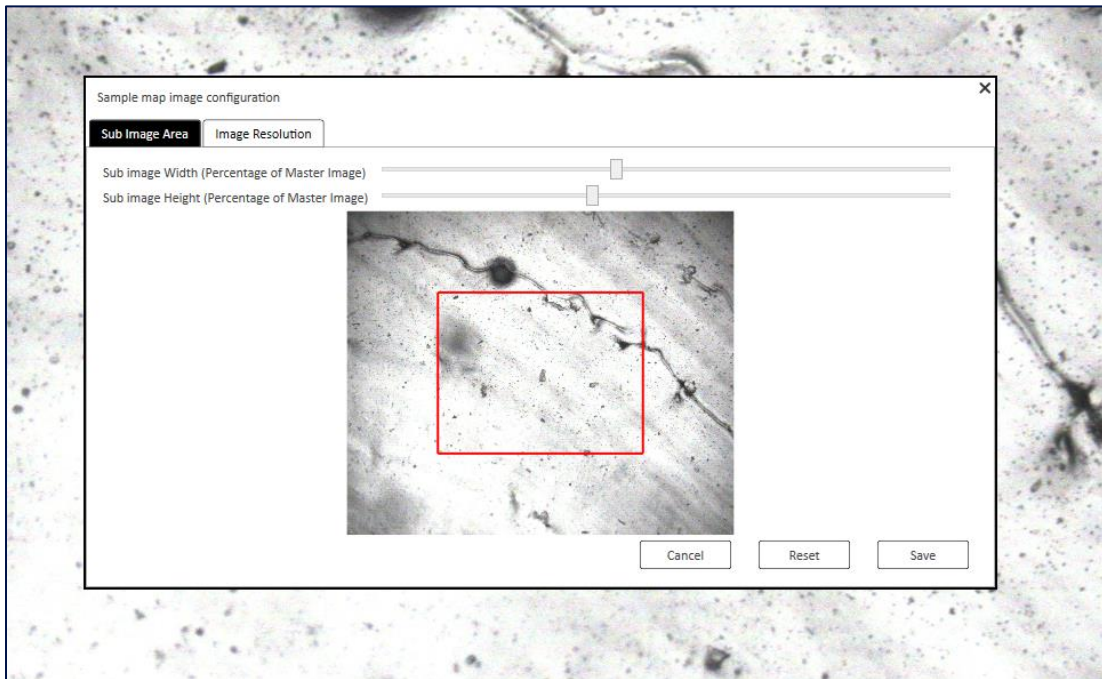 Sample map image configuration
Sub Image Area
Image Resolution
Sub image Width (Percentage of Master Image)
Sub image Height (Percentage of Master Image)
Cancel
Reset
Save